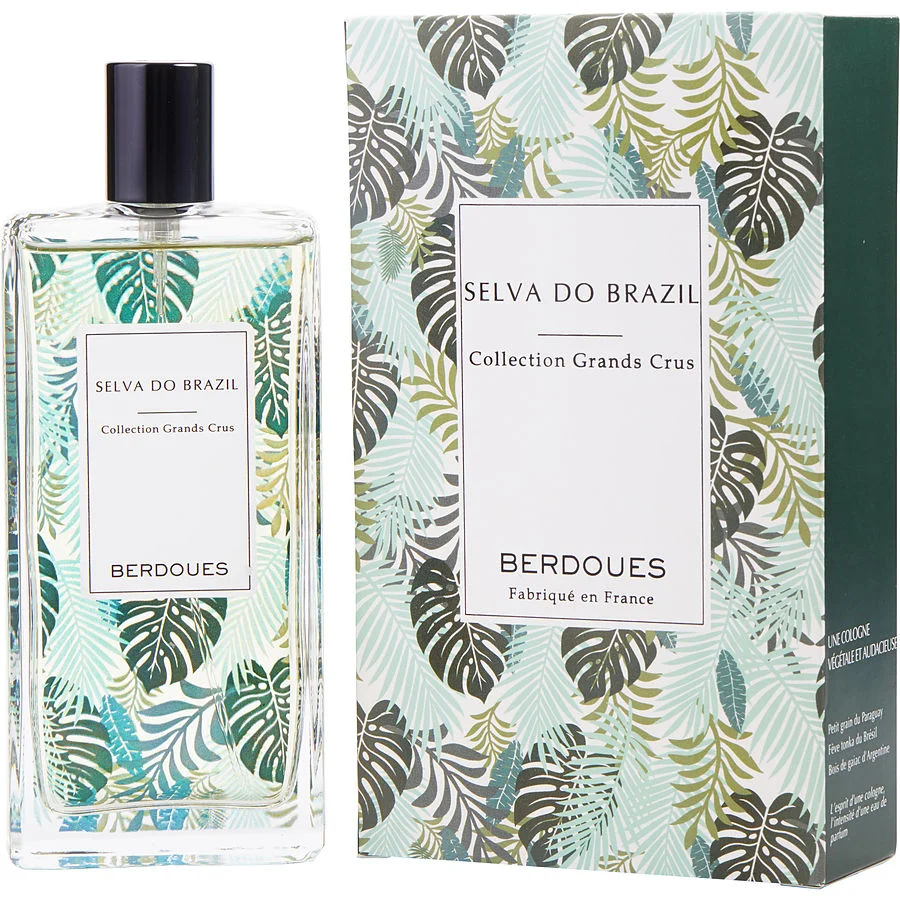 SELVA DO BRAZIL
Collection Grands Crus
BERDOUES
SELVA DO BRAZIL
Collection Grands Crus
BERDOUES
Fabriqué en France
UNE COLOGNE
VÉGÉTALE ET AUDACIEUSE
Petit grain du Paraguay
Fève tonka du Brésil
Bois de gaïac d'Argentine
L'esprit d'une cologne,
l'intensité d'une eau de
parfum